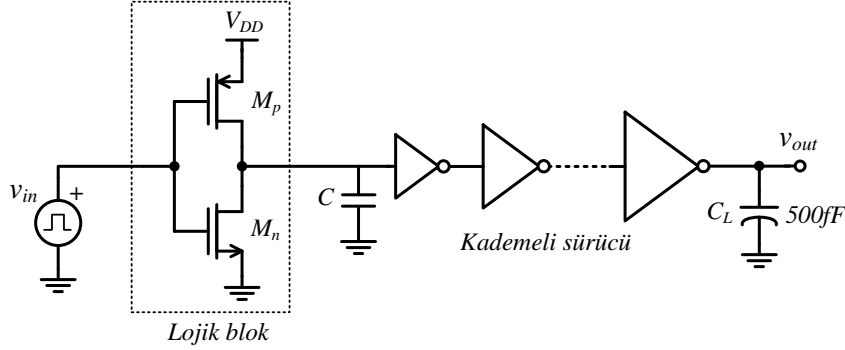 V_DD
M_p
v_in
+
M_n
C
v_out
C_L
500fF
Kademeli sürücü
Lojik blok